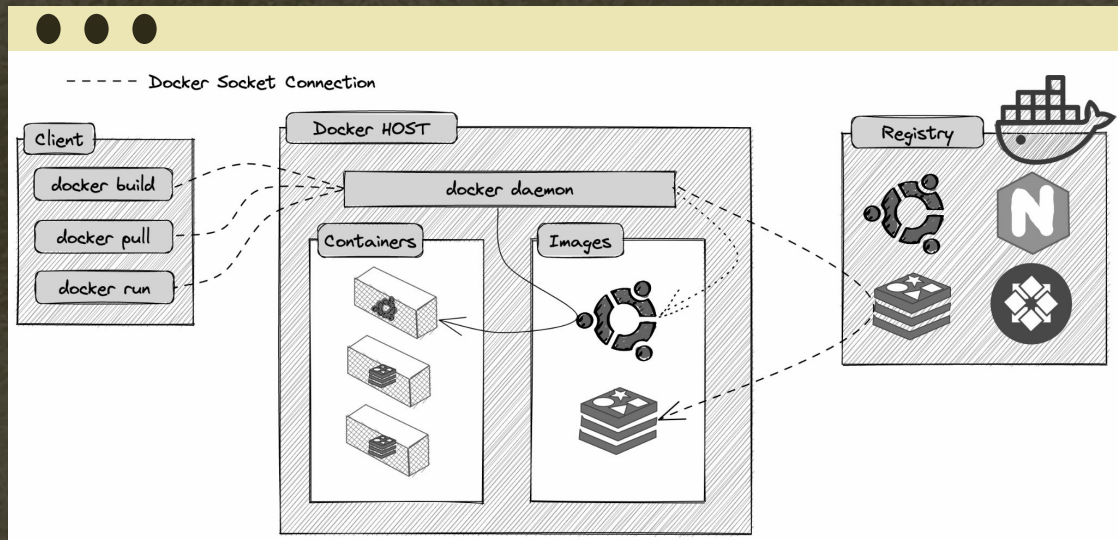 Docker Socket Connection
Client
docker build
docker pull
docker run
Docker HOST
docker daemon
Containers
Images
Registry
N